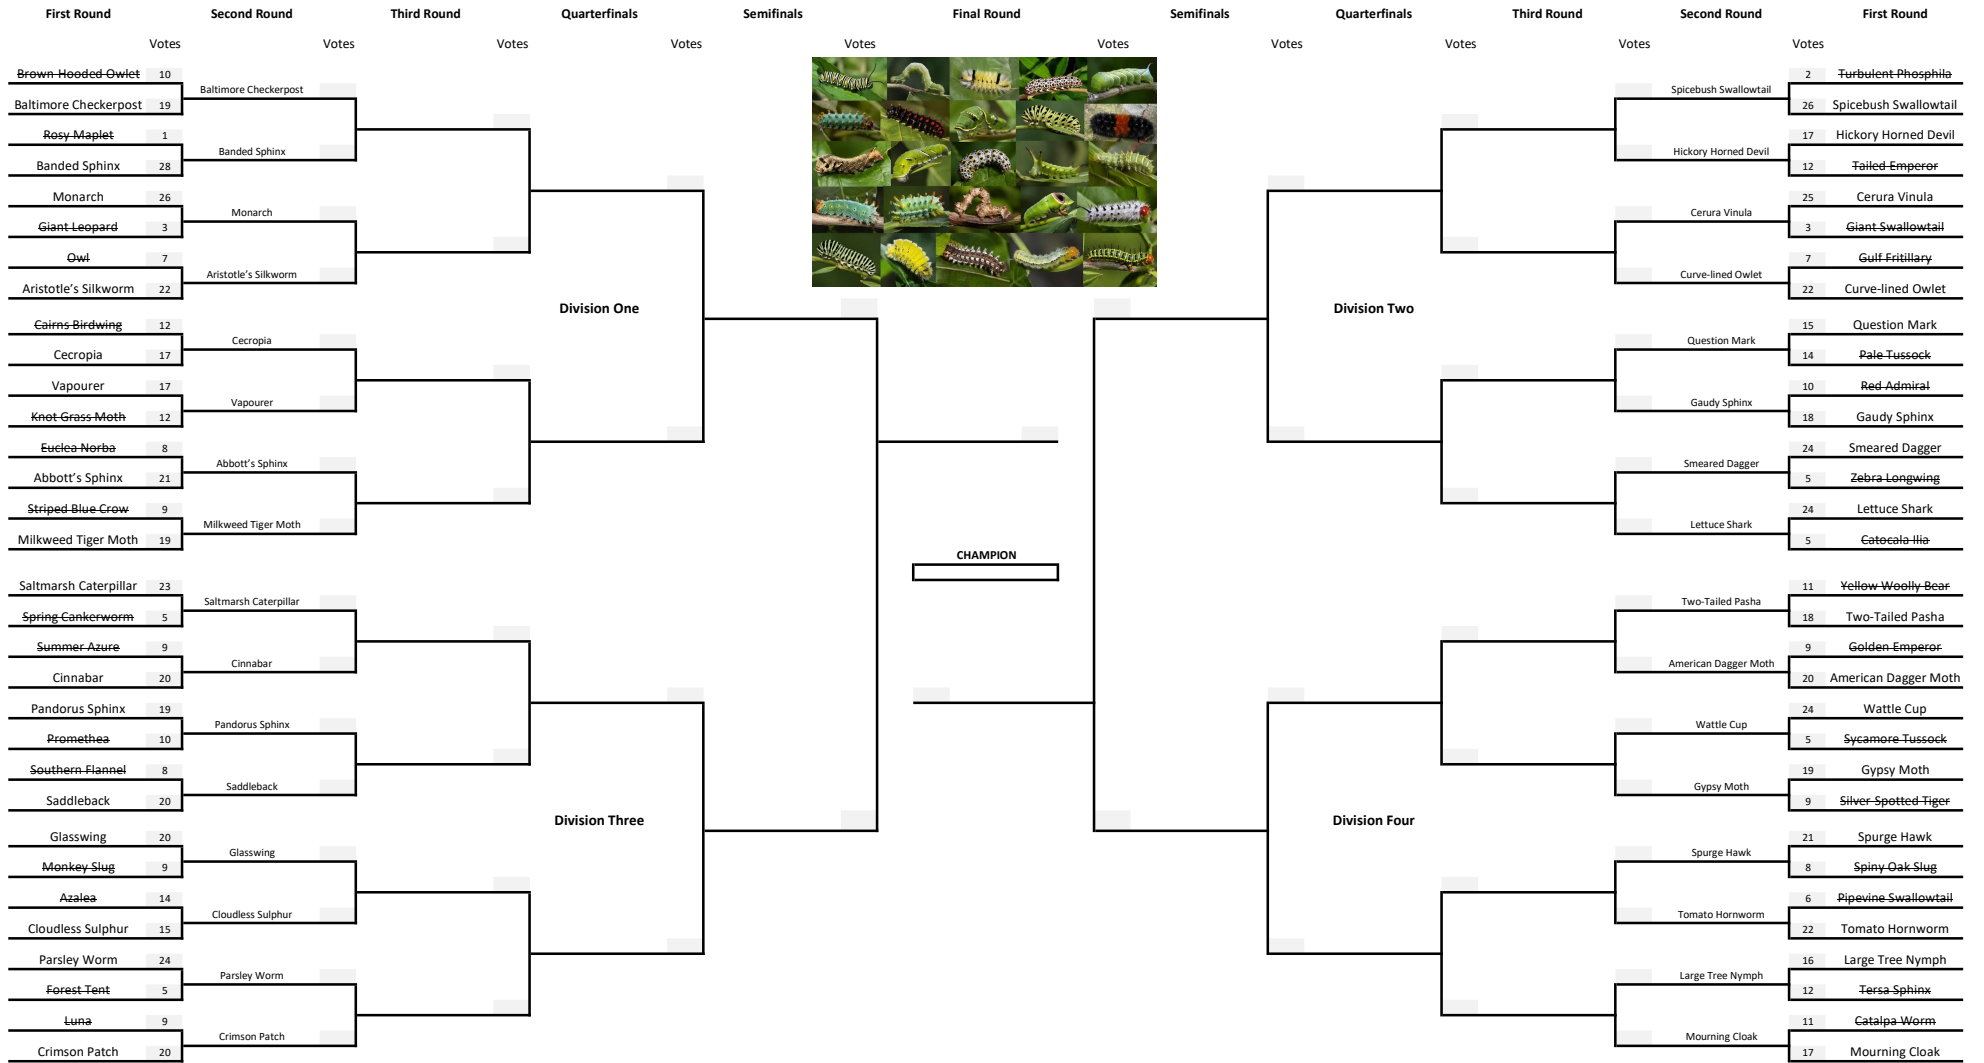 First Round Second Round Third Round Quarterfinals Semifinals Final Round Semifinals Quarterfinals Third Round Second Round First Round
Votes Votes Votes Votes Votes Votes Votes Votes Votes Votes
Brown Hooded Owlet 10
Baltimore Checkerpost
Baltimore Checkerpost 19
Rosy Maplet 1
Banded Sphinx
Banded Sphinx 28
Monarch 26
Monarch
Giant Leopard 3
Owl 7
Aristotle's Silkworm
Aristotle's Silkworm 22
Division One
Cairns Birdwing 12
Cecropia
Cecropia 17
Vapourer 17
Vapourer
Knot Grass Moth 12
Euclea Norba 8
Abbott's Sphinx
Abbott's Sphinx 21
Striped Blue Crow 9
Milkweed Tiger Moth
Milkweed Tiger Moth 19
Saltmarsh Caterpillar 23
Saltmarsh Caterpillar
Spring Cankerworm 5
Summer Azure 9
Cinnabar
Cinnabar 20
Pandorus Sphinx 19
Pandorus Sphinx
Promethea 10
Southern Flannel 8
Saddleback
Saddleback 20
Division Three
Glasswing 20
Glasswing
Monkey Slug 9
Azalea 14
Cloudless Sulphur
Cloudless Sulphur 15
Parsley Worm 24
Parsley Worm
Forest Tent 5
Luna 9
Crimson Patch
Crimson Patch 20
CHAMPION
2 Turbulent Phosphila
Spicebush Swallowtail
26 Spicebush Swallowtail
17 Hickory Horned Devil
Hickory Horned Devil
12 Tailed Emperor
25 Cerura Vinula
Cerura Vinula
3 Giant Swallowtail
7 Gulf Fritillary
Curve-lined Owlet
22 Curve-lined Owlet
Division Two
15 Question Mark
Question Mark
14 Pale Tussock
10 Red Admiral
Gaudy Sphinx
18 Gaudy Sphinx
24 Smeared Dagger
Smeared Dagger
5 Zebra Longwing
24 Lettuce Shark
Lettuce Shark
5 Catocala Ilia
11 Yellow Woolly Bear
Two-Tailed Pasha
18 Two-Tailed Pasha
9 Golden Emperor
American Dagger Moth
20 American Dagger Moth
24 Wattle Cup
Wattle Cup
5 Sycamore Tussock
19 Gypsy Moth
Gypsy Moth
9 Silver Spotted Tiger
Division Four
21 Spurge Hawk
Spurge Hawk
8 Spiny Oak Slug
6 Pipevine Swallowtail
Tomato Hornworm
22 Tomato Hornworm
16 Large Tree Nymph
Large Tree Nymph
12 Tersa Sphinx
11 Catalpa Worm
Mourning Cloak
17 Mourning Cloak